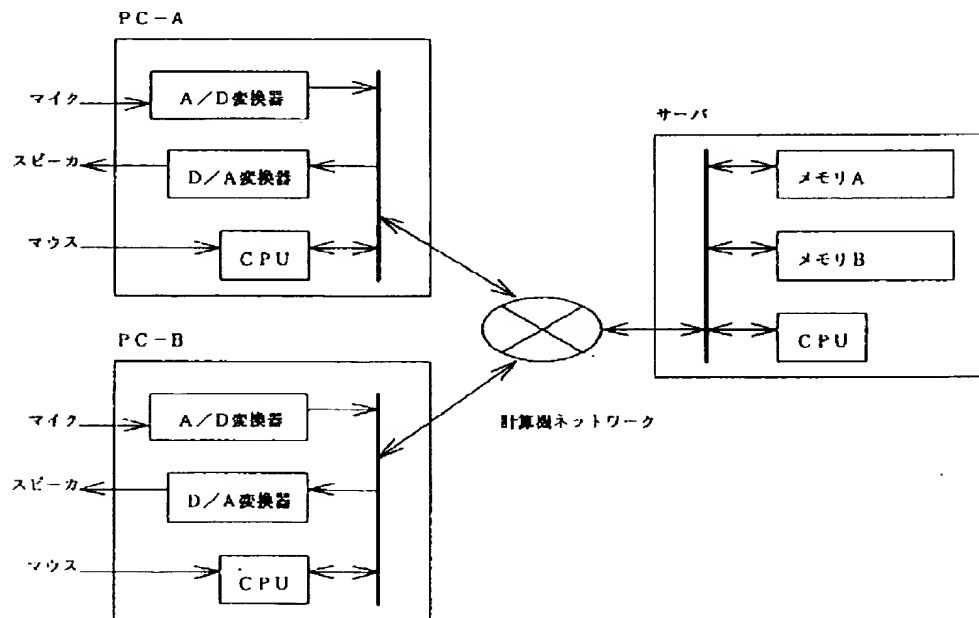 PC-A
マイク
A/D変換器
スピーカ
D/A変換器
マウス
CPU
サーバ
メモリA
メモリB
CPU
計算機ネットワーク
PC-B
マイク
A/D変換器
スピーカ
D/A変換器
マウス
CPU